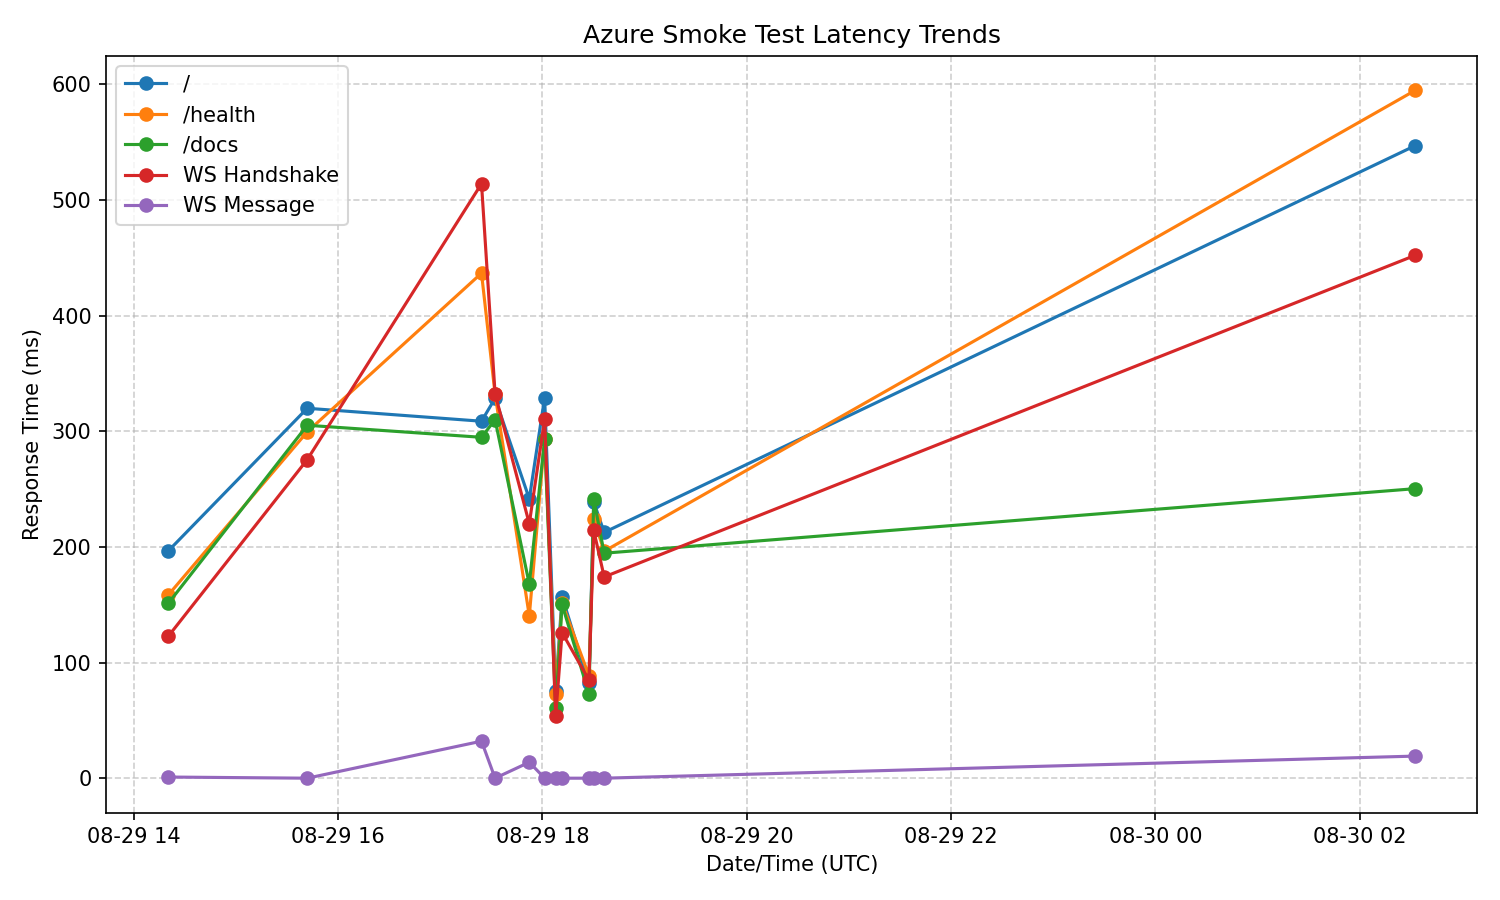 Azure Smoke Test Latency Trends
/
/health
/docs
WS Handshake
WS Message
Response Time (ms)
600
500
400
300
200
100
0
08-29 14 08-29 16 08-29 18 08-29 20 08-29 22 08-30 00 08-30 02
Date/Time (UTC)